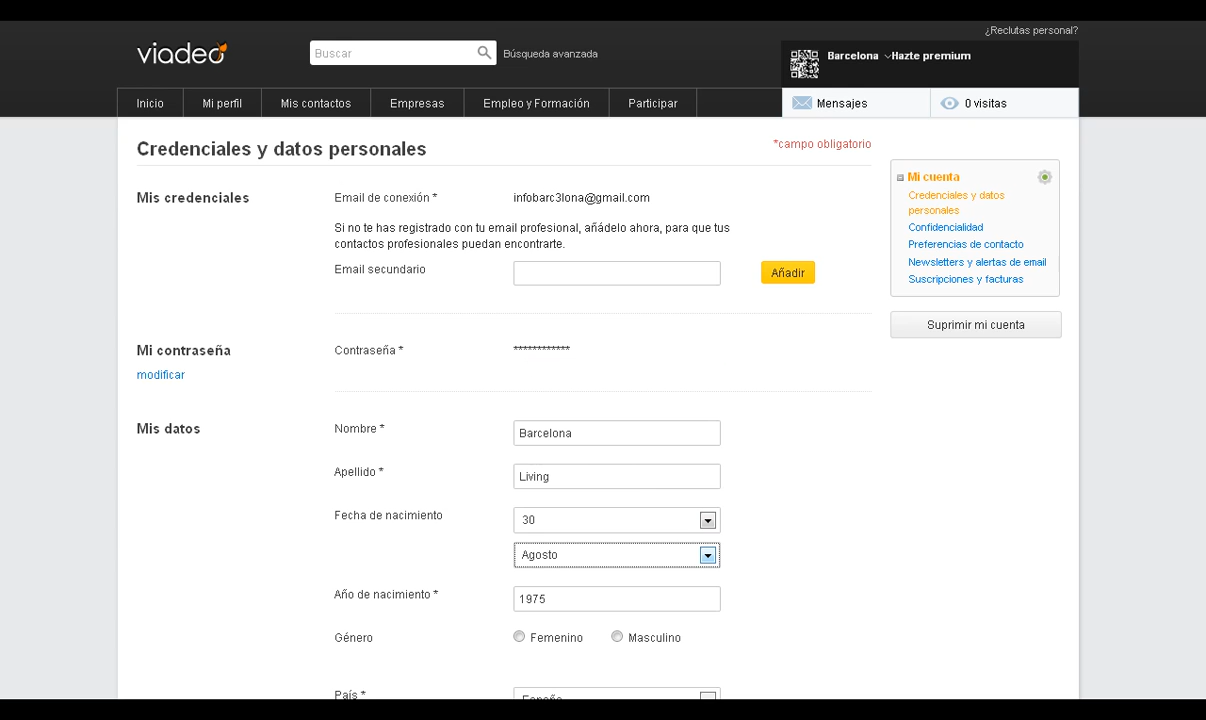 ¿Reclutas personal?
viadeo
Buscar
Búsqueda avanzada
Barcelona
Hazte premium
Inicio
Mi perfil
Mis contactos
Empresas
Empleo y Formación
Participar
Mensajes
0 visitas
Credenciales y datos personales
*campo obligatorio
Mis credenciales
Email de conexión *
infobarc3lona@gmail.com
Si no te has registrado con tu email profesional, añádelo ahora, para que tus
contactos profesionales puedan encontrarte.
Email secundario
Añadir
Mi contraseña
modificar
Contraseña *
************
Mis datos
Nombre *
Barcelona
Apellido *
Living
Fecha de nacimiento
30
Agosto
Año de nacimiento *
1975
Género
Femenino
Masculino
País *
España
Mi cuenta
Credenciales y datos
personales
Confidencialidad
Preferencias de contacto
Newsletters y alertas de email
Suscripciones y facturas
Suprimir mi cuenta